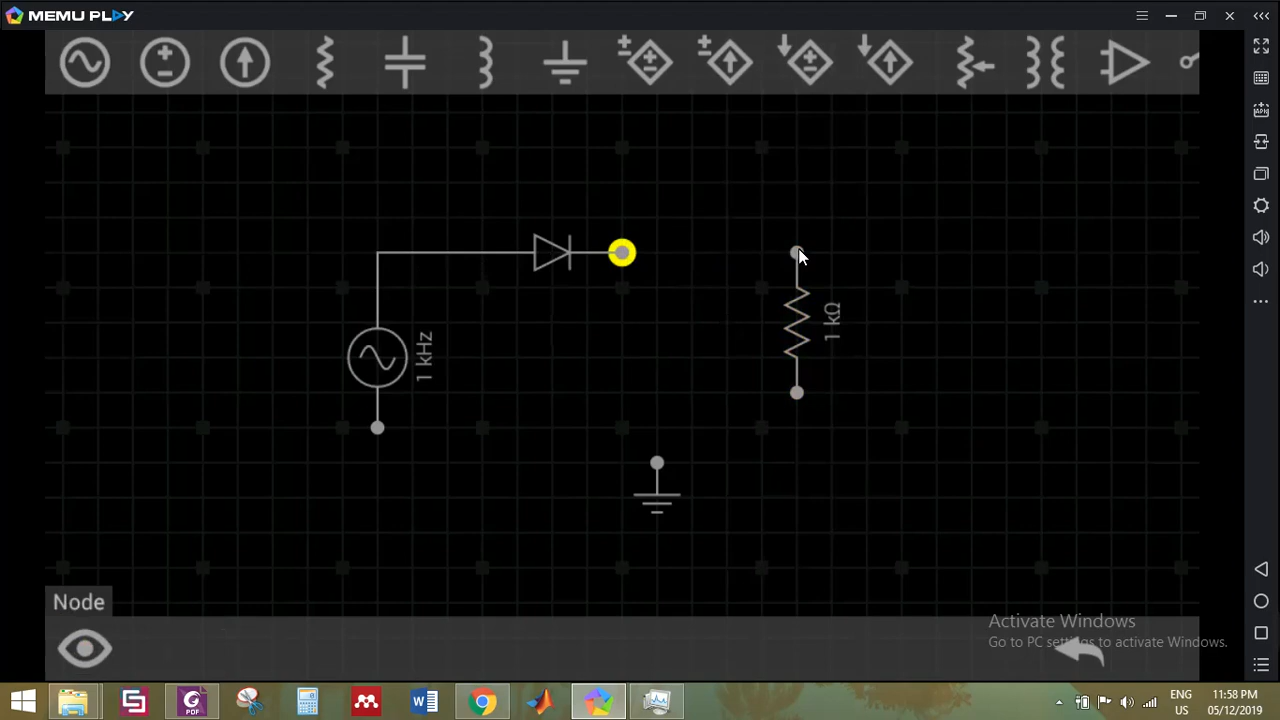 MEMU PLAY
1 kHz
1 kΩ
Node
Activate Windows
Go to PC settings to activate Windows.
PDF
ENG
US
11:58 PM
05/12/2019